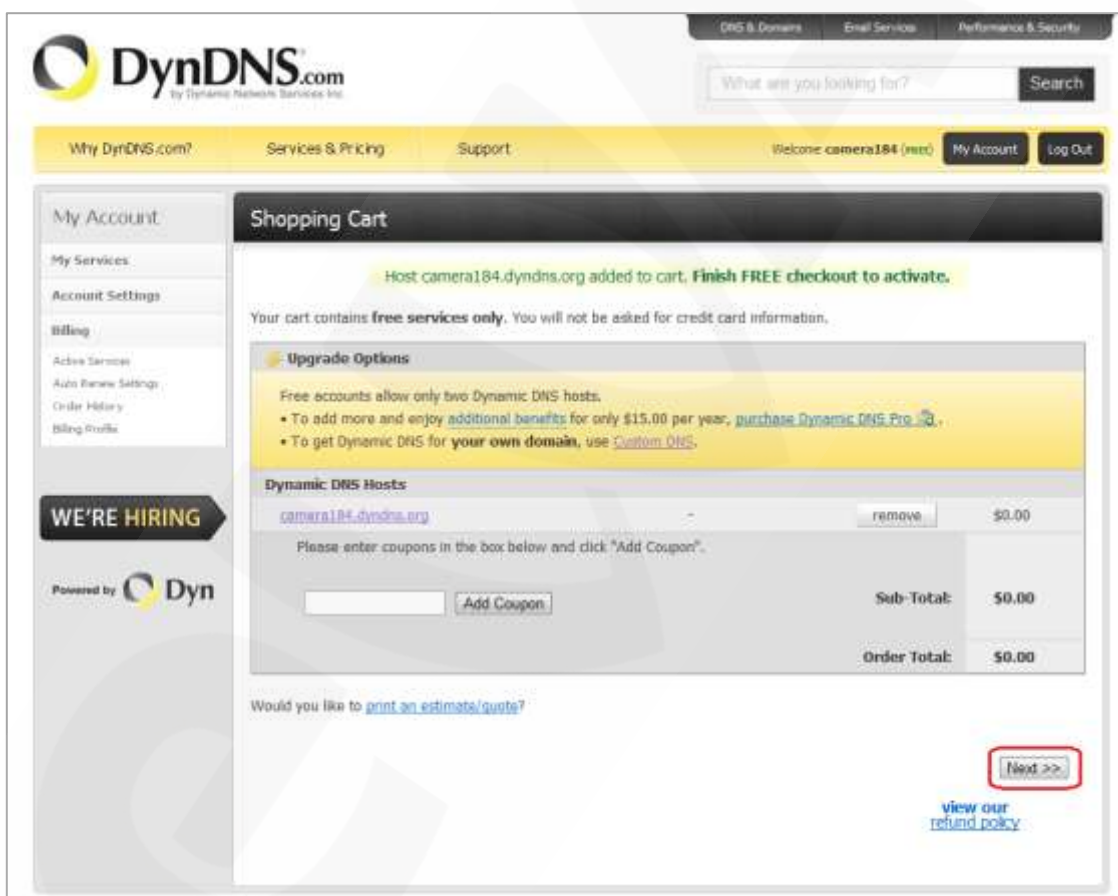 DNS & Domains Email Services Performance & Security
DynDNS.com
by Dynamic Network Services Inc.
What are you looking for? Search
Why DynDNS.com? Services & Pricing Support Welcome camera184 (FREE) My Account Log Out
My Account
My Services
Account Settings
Billing
Active Services
Auto Renew Settings
Order History
Billing Profile
WE'RE HIRING
Powered by Dyn
Shopping Cart
Host camera184.dyndns.org added to cart. Finish FREE checkout to activate.
Your cart contains free services only. You will not be asked for credit card information.
Upgrade Options
Free accounts allow only two Dynamic DNS hosts.
• To add more and enjoy additional benefits for only $15.00 per year, purchase Dynamic DNS Pro.
• To get Dynamic DNS for your own domain, use Custom DNS.
Dynamic DNS Hosts
camera184.dyndns.org - remove $0.00
Please enter coupons in the box below and click "Add Coupon".
Add Coupon Sub-Total: $0.00
Order Total: $0.00
Would you like to print an estimate/quote?
Next >>
view our
refund policy